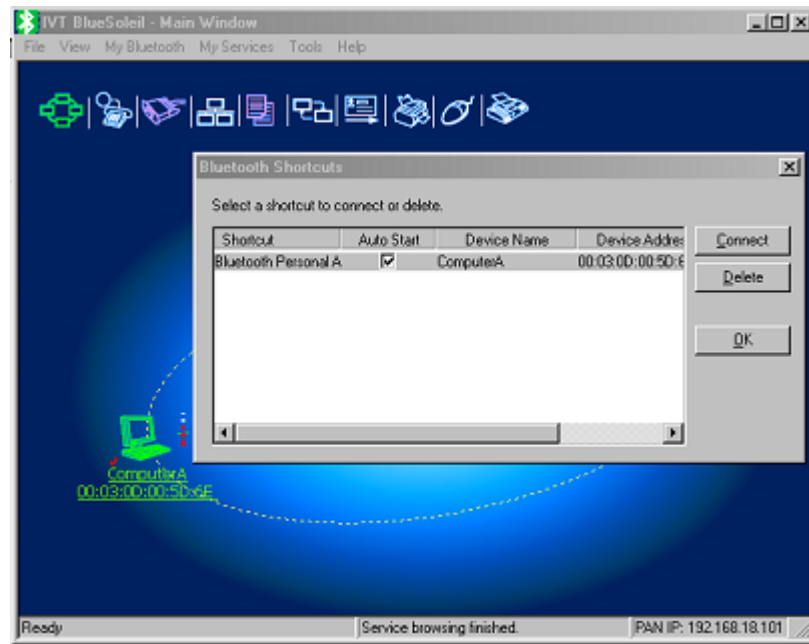 IVT BlueSoleil - Main Window
File View My Bluetooth My Services Tools Help
Bluetooth Shortcuts
Select a shortcut to connect or delete.
Shortcut Auto Start Device Name Device Addres
Bluetooth Personal A ComputerA 00:03:0D:00:5D:6
Connect
Delete
OK
ComputerA
00:03:0D:00:5D:6E
Ready Service browsing finished. PAN IP: 192.168.18.101